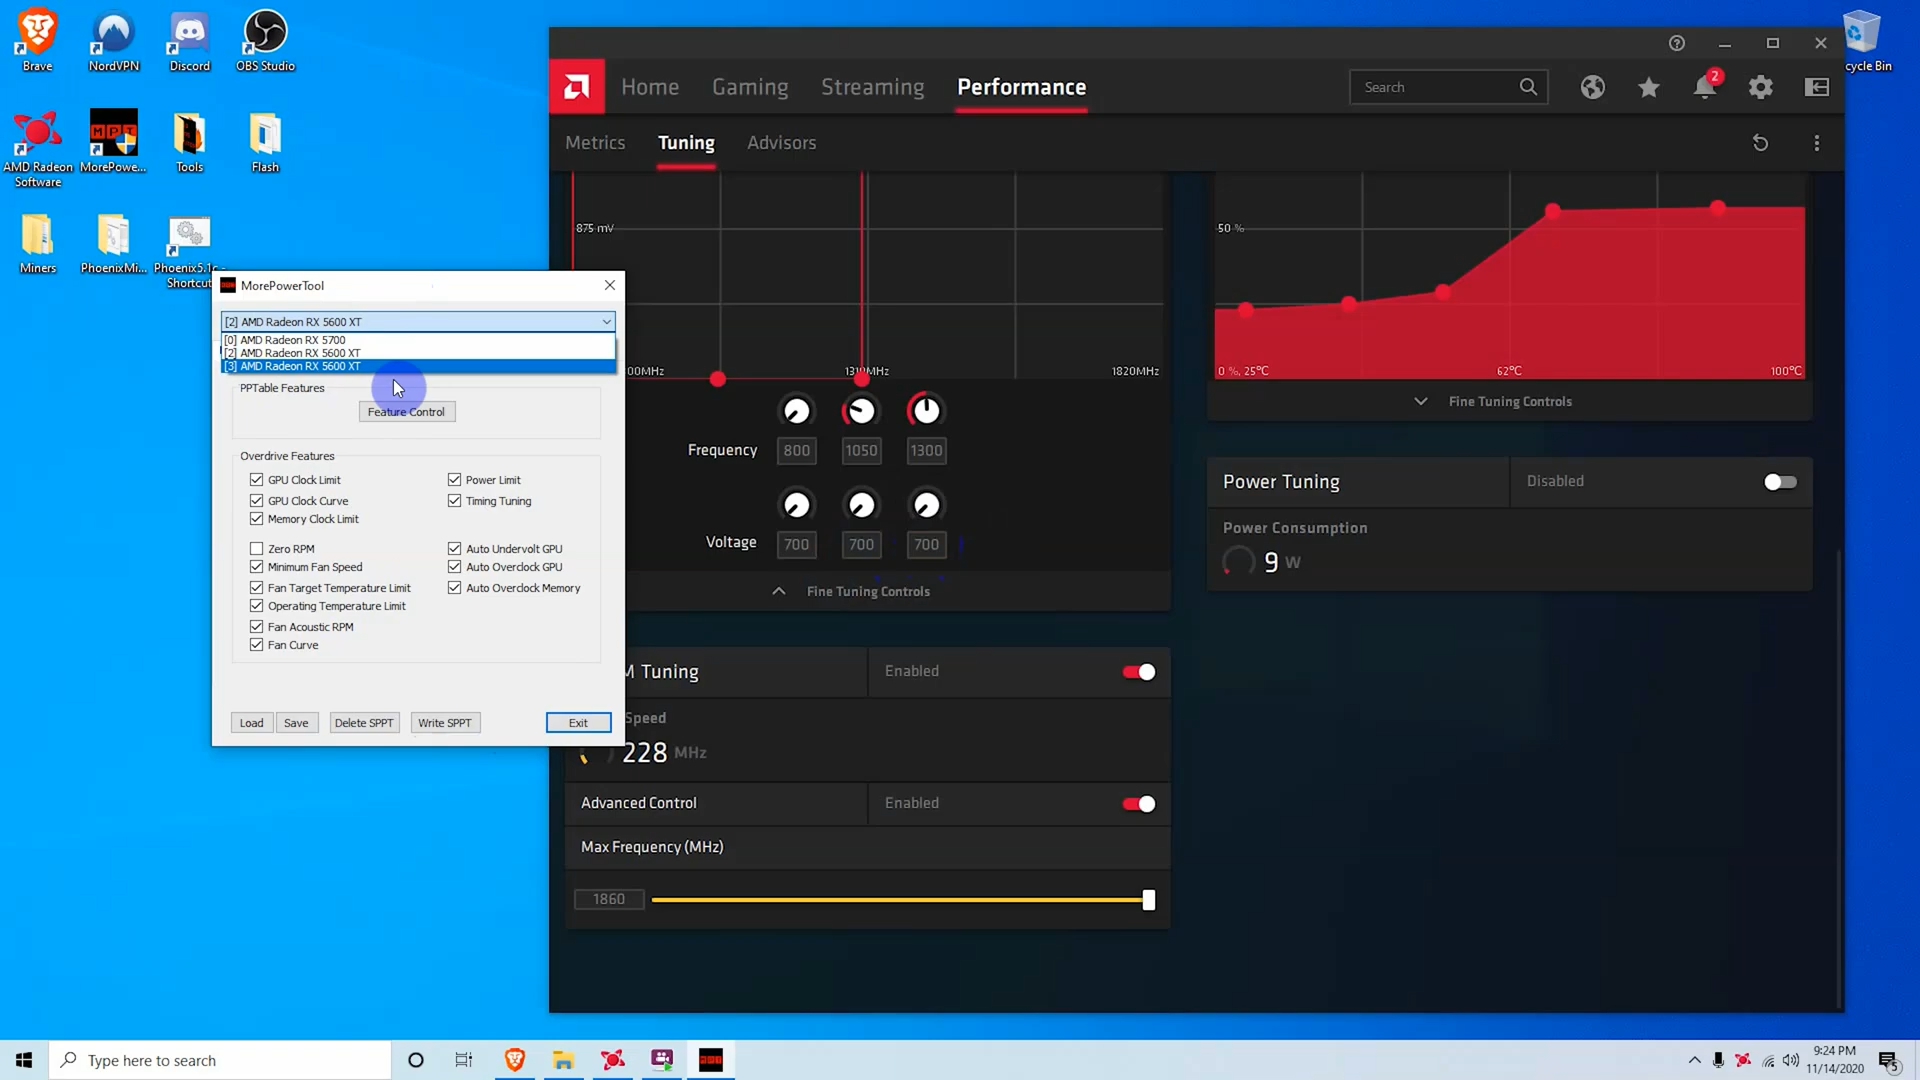 Brave
NordVPN
Discord
OBS Studio
AMD Radeon
Software
MorePowe...
Tools
Flash
Miners
PhoenixMi...
Phoenix5.1c -
Shortcut
cycle Bin
MorePowerTool
[2] AMD Radeon RX 5600 XT
[0] AMD Radeon RX 5700
[2] AMD Radeon RX 5600 XT
[3] AMD Radeon RX 5600 XT
PPTable Features
Feature Control
Overdrive Features
GPU Clock Limit
Power Limit
GPU Clock Curve
Timing Tuning
Memory Clock Limit
Zero RPM
Auto Undervolt GPU
Minimum Fan Speed
Auto Overclock GPU
Fan Target Temperature Limit
Auto Overclock Memory
Operating Temperature Limit
Fan Acoustic RPM
Fan Curve
Load
Save
Delete SPPT
Write SPPT
Exit
Home
Gaming
Streaming
Performance
Search
2
Metrics
Tuning
Advisors
875 mV
00MHz
MHz
1820MHz
Frequency
800
1050
1300
Voltage
700
700
700
Fine Tuning Controls
M Tuning
Enabled
Speed
228 MHz
Advanced Control
Enabled
Max Frequency (MHz)
1860
50 %
0 %, 25°C
62°C
100°C
Fine Tuning Controls
Power Tuning
Disabled
Power Consumption
9 W
Type here to search
MPT
9:24 PM
11/14/2020
5